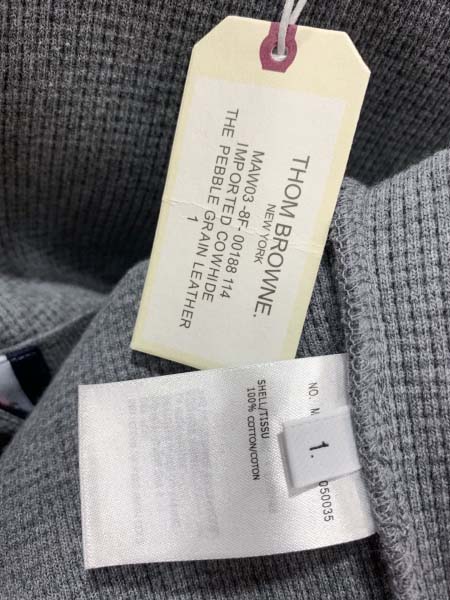 THOM BROWNE.
NEW YORK
MAW03-8F 00188 114
IMPORTED COWHIDE
THE PEBBLE GRAIN LEATHER
1
NO. M
050035
1.
SHELL/TISSU
100% COTTON/COTON